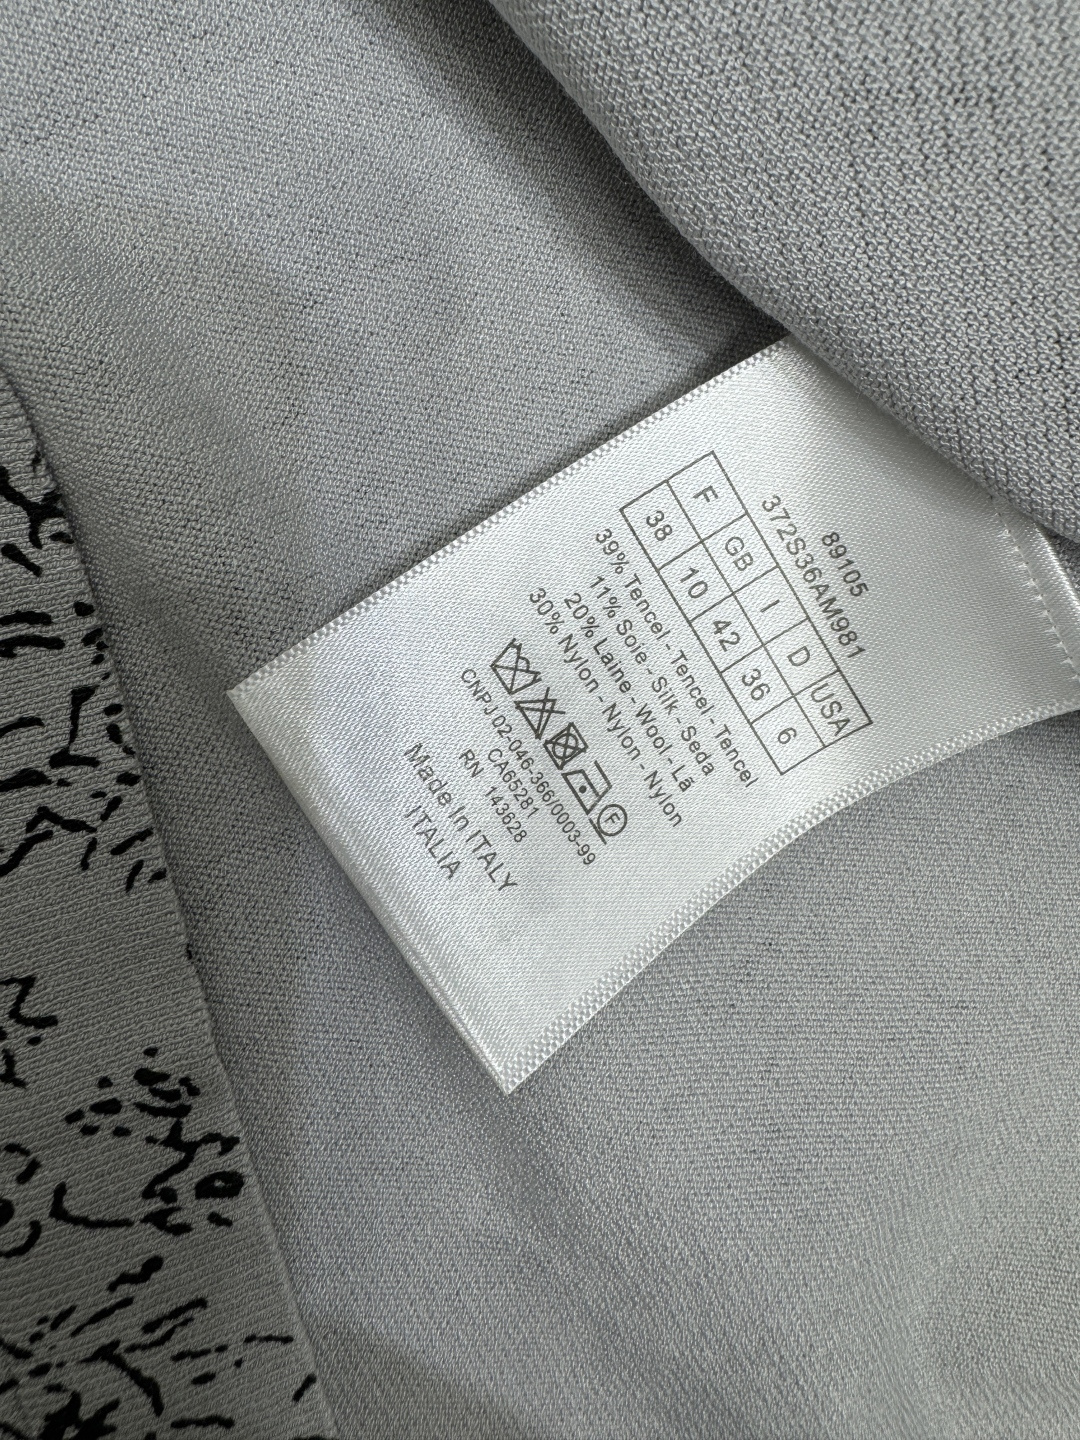 89105
372S36AM981
F GB I D USA
38 10 42 36 6
39% Tencel - Tencel - Tencel
11% Soie - Silk - Seda
20% Laine - Wool - Lã
30% Nylon - Nylon - Nylon
F
CNPJ 02-046-366/0003-99
CA65281
RN 143628
Made In ITALY
ITALIA